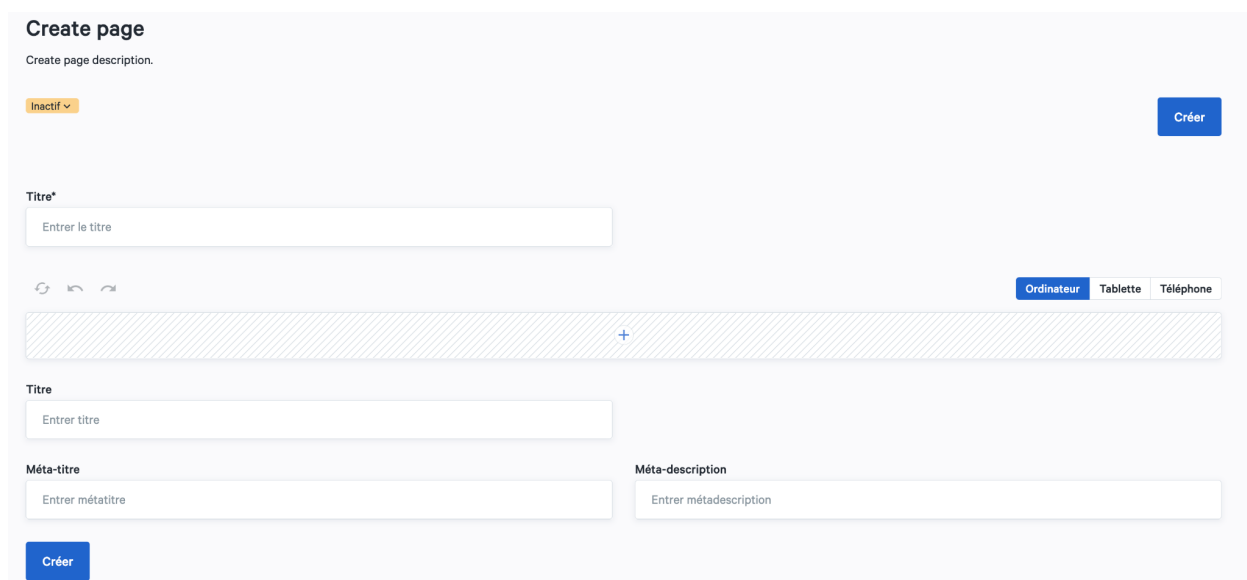 Create page
Create page description.
Inactif
Créer
Titre*
Entrer le titre
Ordinateur Tablette Téléphone
Titre
Entrer titre
Méta-titre Méta-description
Entrer métatitre Entrer métadescription
Créer